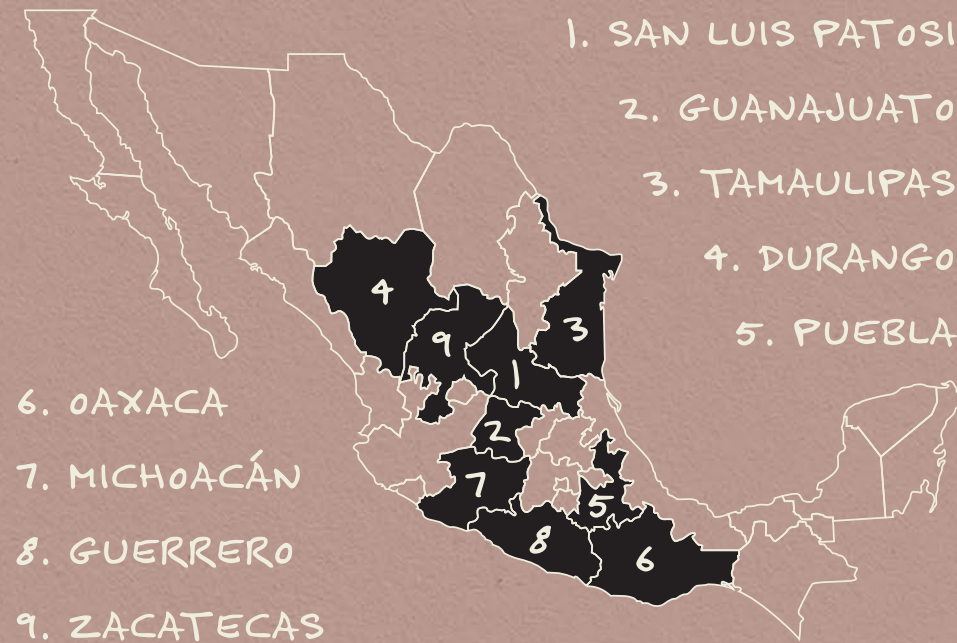 1. SAN LUIS PATOSI
2. GUANAJUATO
3. TAMAULIPAS
4. DURANGO
5. PUEBLA
6. OAXACA
7. MICHOACÁN
8. GUERRERO
9. ZACATECAS
4
3
9
1
2
7
5
8
6